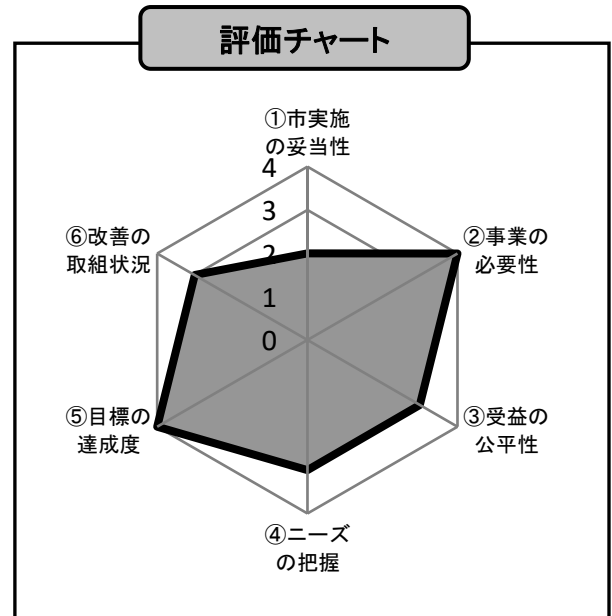 評価チャート
①市実施
の妥当性
4
3
2
1
0
②事業の
必要性
③受益の
公平性
④ニーズ
の把握
⑤目標の
達成度
⑥改善の
取組状況